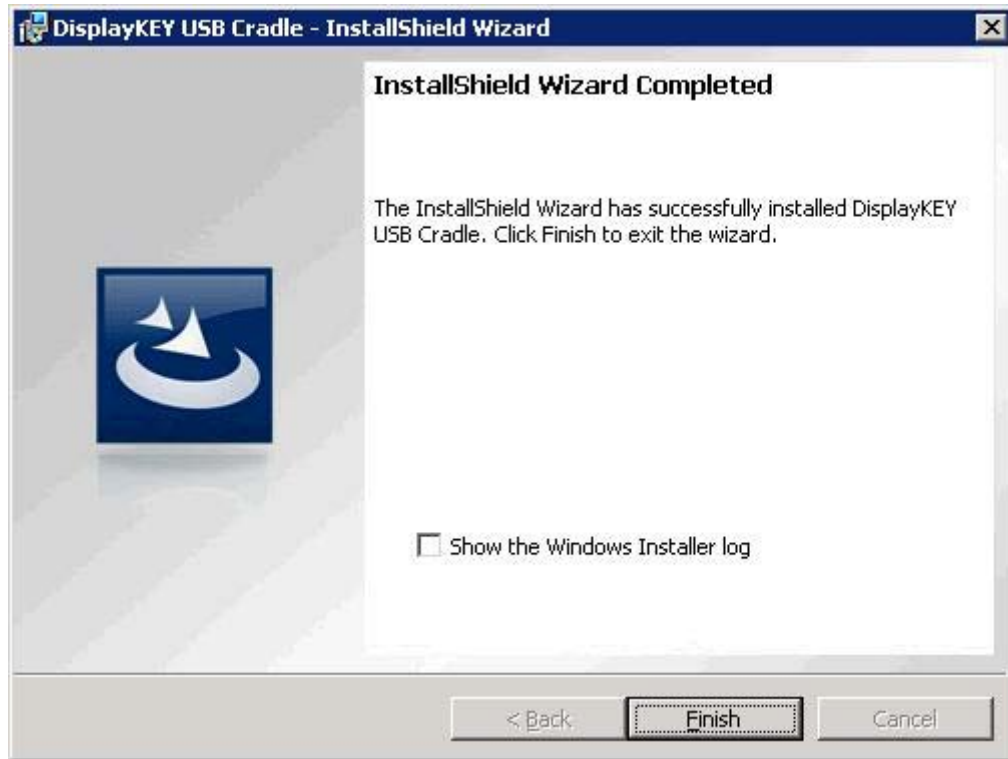 DisplayKEY USB Cradle - InstallShield Wizard
InstallShield Wizard Completed
The InstallShield Wizard has successfully installed DisplayKEY
USB Cradle. Click Finish to exit the wizard.
Show the Windows Installer log
< Back
Finish
Cancel